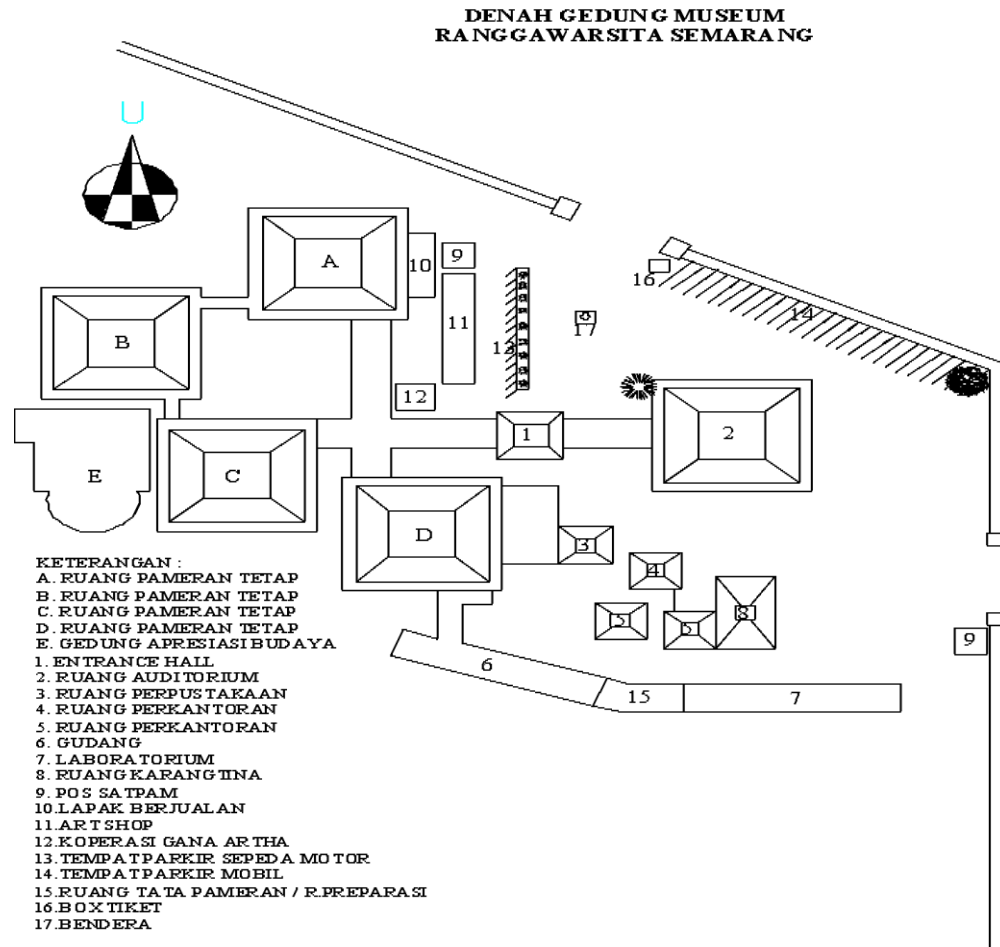 DENAH GEDUNG MUSEUM
RANGGAWARSITA SEMARANG
U
A
10
9
16
B
11
14
17
13
12
1
2
E
C
D
3
4
5
5
8
9
6
15
7
KETERANGAN :
A. RUANG PAMERAN TETAP
B. RUANG PAMERAN TETAP
C. RUANG PAMERAN TETAP
D. RUANG PAMERAN TETAP
E. GEDUNG APRESIASI BUDAYA
1. ENTRANCE HALL
2. RUANG AUDITORIUM
3. RUANG PERPUSTAKAAN
4. RUANG PERKANTORAN
5. RUANG PERKANTORAN
6. GUDANG
7. LABORATORIUM
8. RUANG KARANGTINA
9. POS SATPAM
10.LAPAK BERJUALAN
11.ART SHOP
12.KOPERASI GANA ARTHA
13.TEMPAT PARKIR SEPEDA MOTOR
14.TEMPAT PARKIR MOBIL
15.RUANG TATA PAMERAN / R.PREPARASI
16.BOX TIKET
17.BENDERA